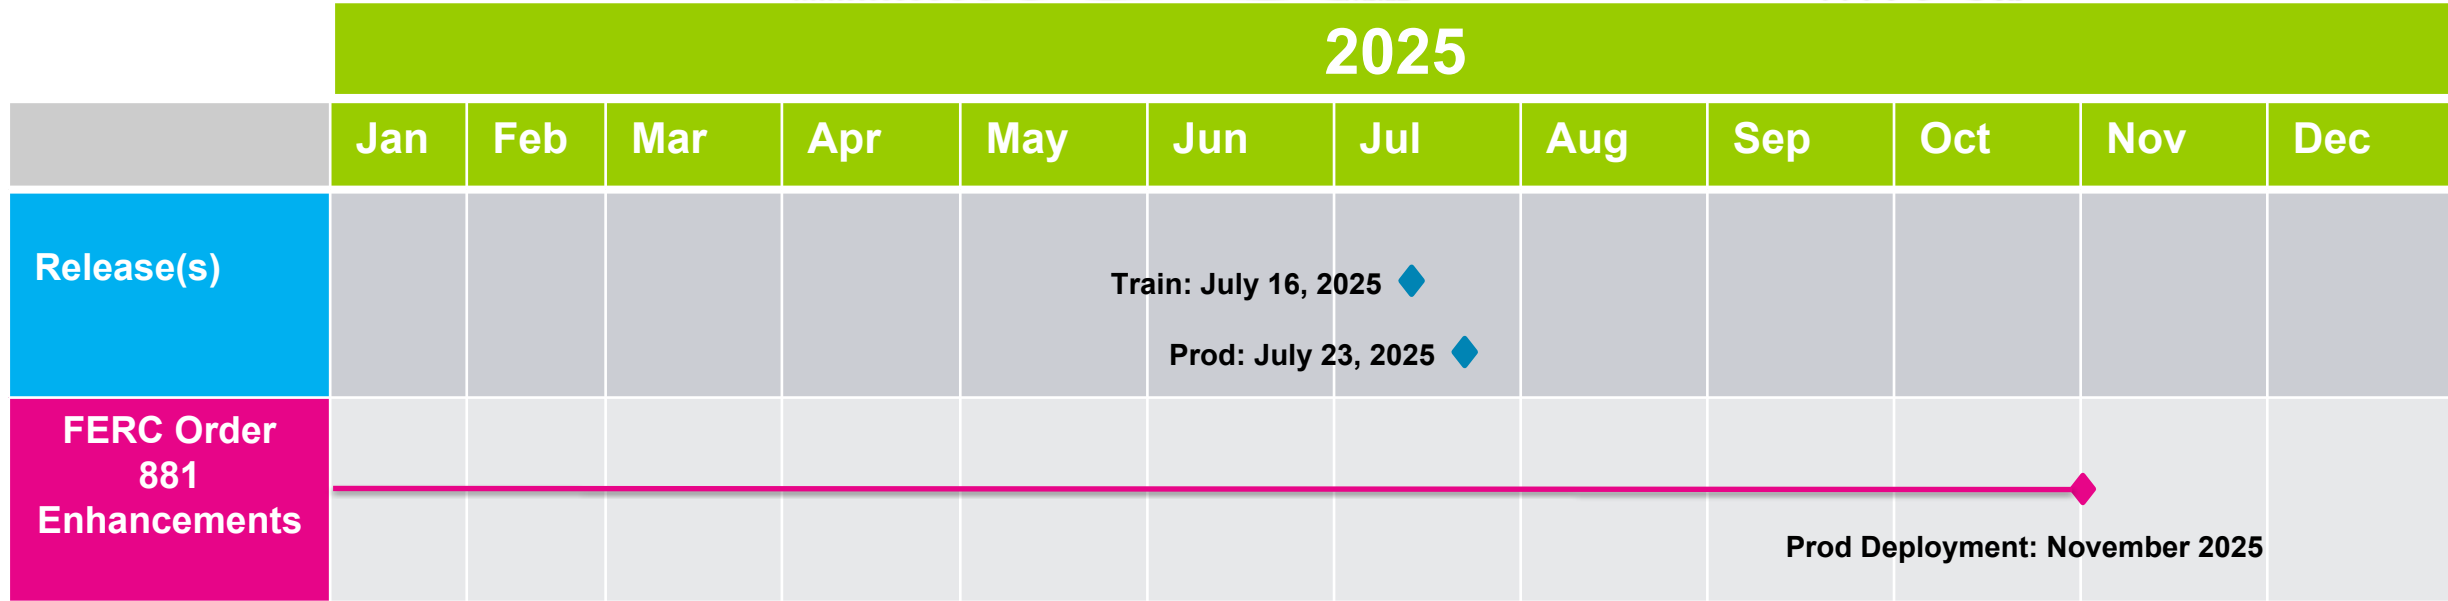 2025
Jan Feb Mar Apr May Jun Jul Aug Sep Oct Nov Dec
Release(s)
Train: July 16, 2025
Prod: July 23, 2025
FERC Order
881
Enhancements
Prod Deployment: November 2025